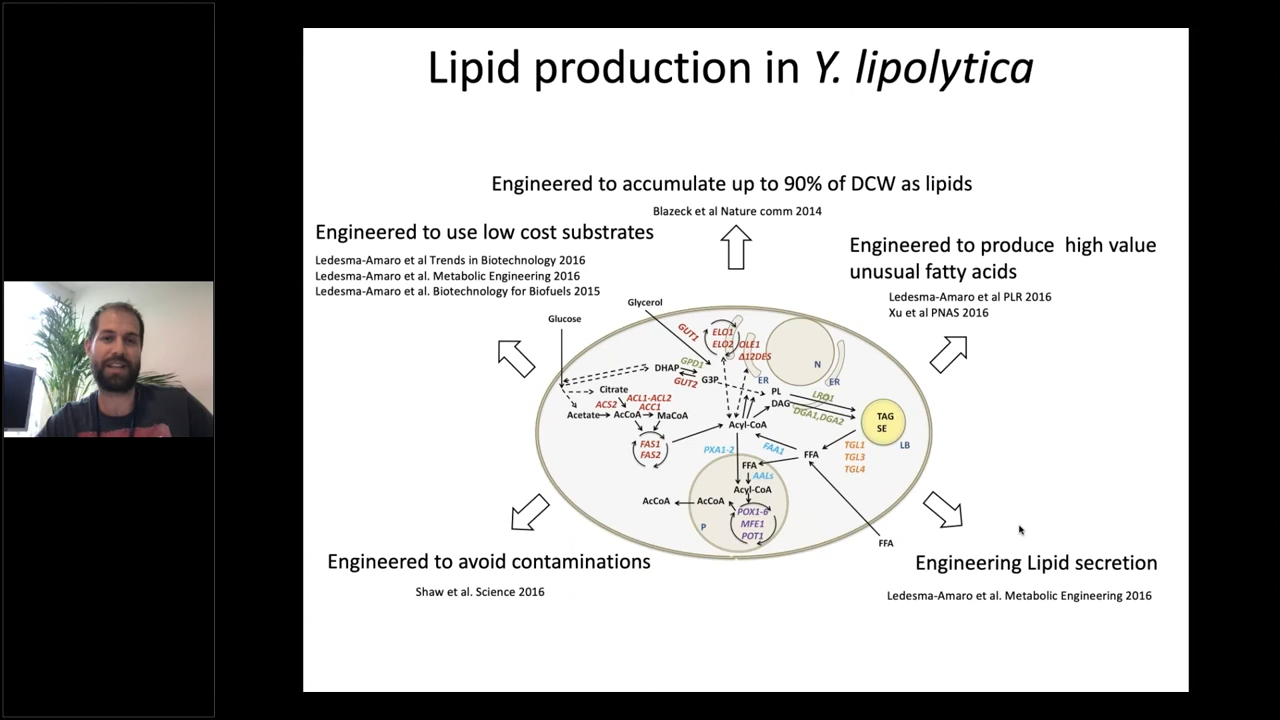 Lipid production in Y. lipolytica
Engineered to accumulate up to 90% of DCW as lipids
Blazeck et al Nature comm 2014
Engineered to use low cost substrates
Ledesma-Amaro et al Trends in Biotechnology 2016
Ledesma-Amaro et al. Metabolic Engineering 2016
Ledesma-Amaro et al. Biotechnology for Biofuels 2015
Engineered to produce high value
unusual fatty acids
Ledesma-Amaro et al PLR 2016
Xu et al PNAS 2016
Glycerol
Glucose
GUT1
ELO1
ELO2
OLE1
Δ12DES
N
ER
ER
DHAP
GPD1
GUT2
G3P
PL
DAG
LRO1
DGA1,DGA2
TAG
SE
LB
Citrate
ACL1-ACL2
ACS2
ACC1
Acetate
AcCoA
MaCoA
FAS1
FAS2
Acyl-CoA
PXA1-2
FAA1
FFA
TGL1
TGL3
TGL4
FFA
AALs
Acyl-CoA
AcCoA
AcCoA
POX1-6
MFE1
POT1
P
FFA
Engineered to avoid contaminations
Shaw et al. Science 2016
Engineering Lipid secretion
Ledesma-Amaro et al. Metabolic Engineering 2016